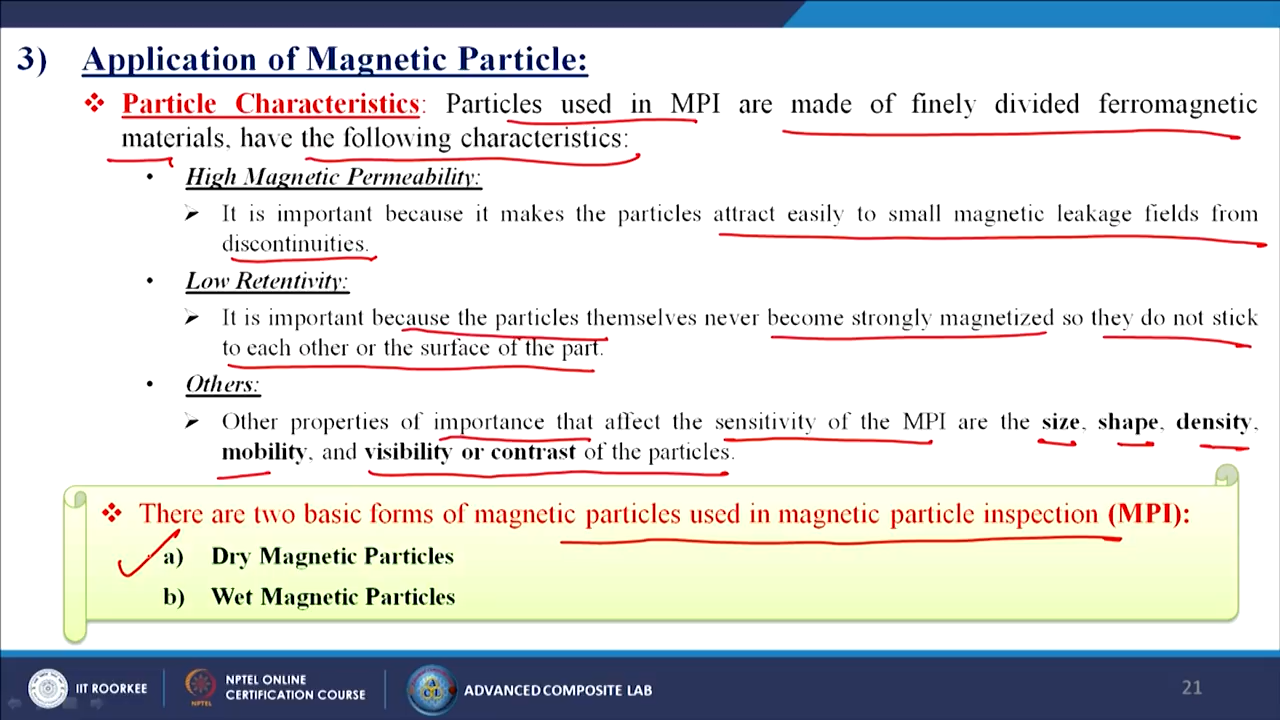 3) Application of Magnetic Particle:
❖ Particle Characteristics: Particles used in MPI are made of finely divided ferromagnetic
materials, have the following characteristics:
• High Magnetic Permeability:
➢ It is important because it makes the particles attract easily to small magnetic leakage fields from
discontinuities.
• Low Retentivity:
➢ It is important because the particles themselves never become strongly magnetized so they do not stick
to each other or the surface of the part.
• Others:
➢ Other properties of importance that affect the sensitivity of the MPI are the size, shape, density,
mobility, and visibility or contrast of the particles.
❖ There are two basic forms of magnetic particles used in magnetic particle inspection (MPI):
a) Dry Magnetic Particles
b) Wet Magnetic Particles
IIT ROORKEE
NPTEL ONLINE
CERTIFICATION COURSE
NPTEL
ACL
ADVANCED COMPOSITE LAB
21